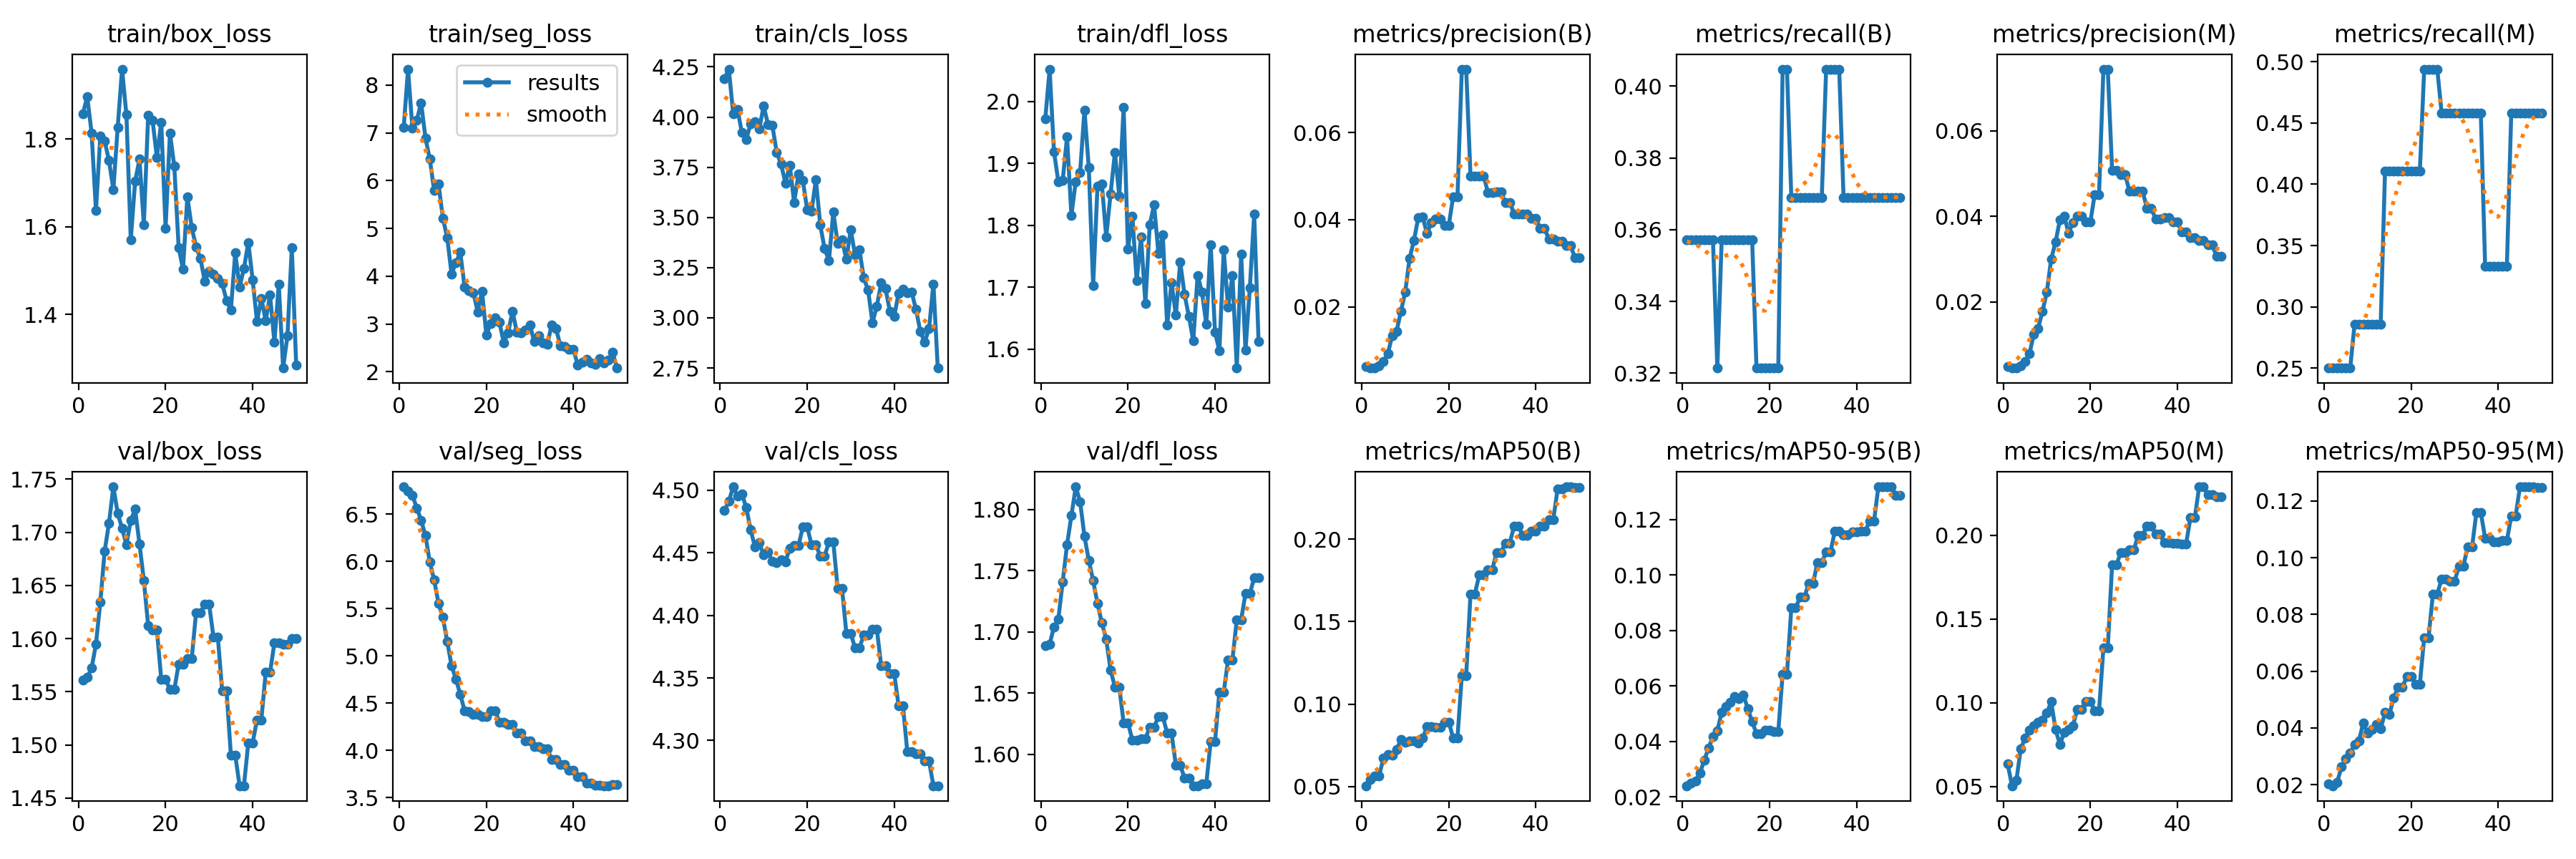 train/box_loss
1.8
1.6
1.4
0 20 40
train/seg_loss
results
smooth
8
7
6
5
4
3
2
0 20 40
train/cls_loss
4.25
4.00
3.75
3.50
3.25
3.00
2.75
0 20 40
train/dfl_loss
2.0
1.9
1.8
1.7
1.6
0 20 40
metrics/precision(B)
0.06
0.04
0.02
0 20 40
metrics/recall(B)
0.40
0.38
0.36
0.34
0.32
0 20 40
metrics/precision(M)
0.06
0.04
0.02
0 20 40
metrics/recall(M)
0.50
0.45
0.40
0.35
0.30
0.25
0 20 40
val/box_loss
1.75
1.70
1.65
1.60
1.55
1.50
1.45
0 20 40
val/seg_loss
6.5
6.0
5.5
5.0
4.5
4.0
3.5
0 20 40
val/cls_loss
4.50
4.45
4.40
4.35
4.30
0 20 40
val/dfl_loss
1.80
1.75
1.70
1.65
1.60
0 20 40
metrics/mAP50(B)
0.20
0.15
0.10
0.05
0 20 40
metrics/mAP50-95(B)
0.12
0.10
0.08
0.06
0.04
0.02
0 20 40
metrics/mAP50(M)
0.20
0.15
0.10
0.05
0 20 40
metrics/mAP50-95(M)
0.12
0.10
0.08
0.06
0.04
0.02
0 20 40